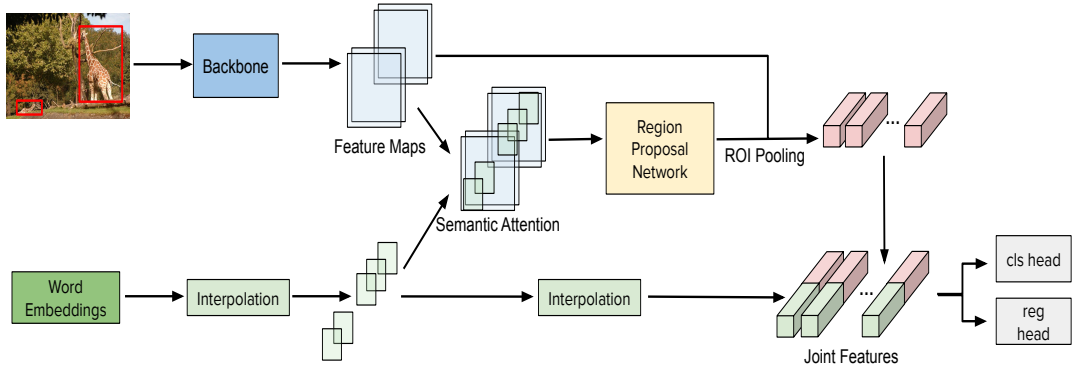 Backbone
Feature Maps
Semantic Attention
Region
Proposal
Network
ROI Pooling
...
Word
Embeddings
Interpolation
Interpolation
...
Joint Features
cls head
reg
head